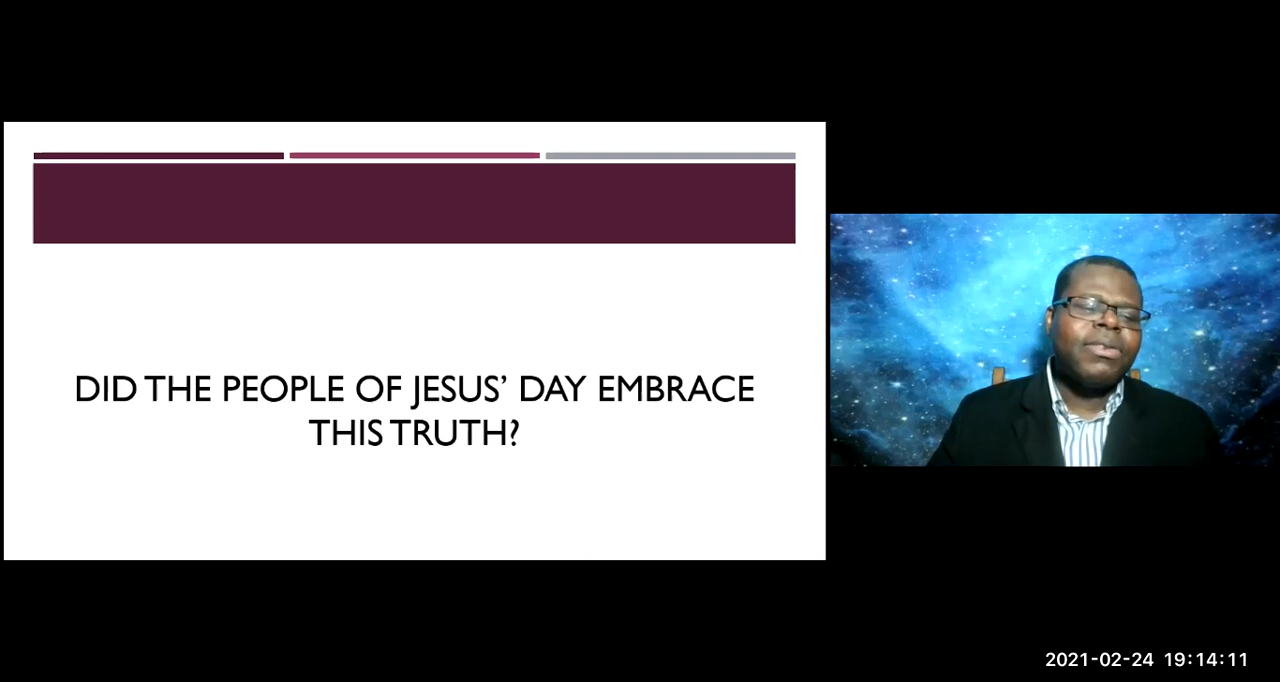 DID THE PEOPLE OF JESUS’ DAY EMBRACE
THIS TRUTH?
2021-02-24 19:14:11